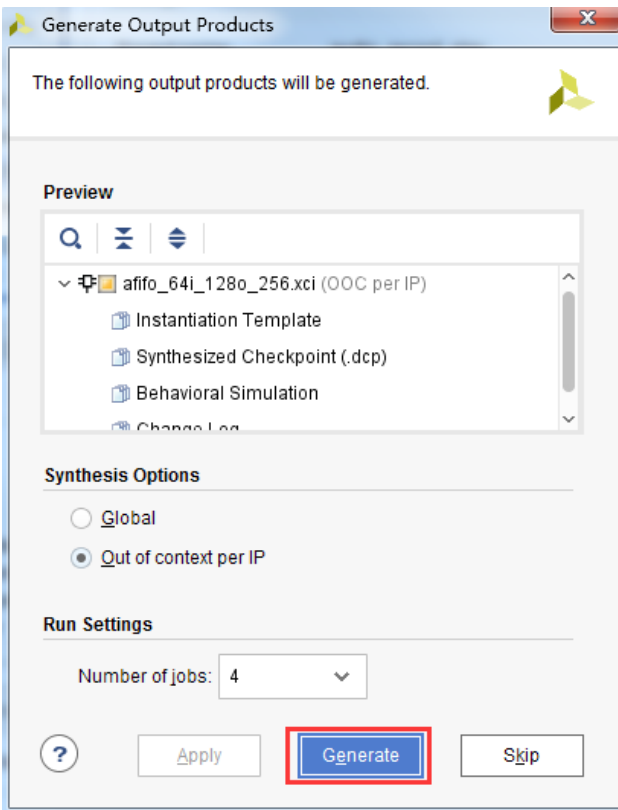 Generate Output Products
The following output products will be generated.
Preview
afifo_64i_128o_256.xci (OOC per IP)
Instantiation Template
Synthesized Checkpoint (.dcp)
Behavioral Simulation
Change Log
Synthesis Options
Global
Out of context per IP
Run Settings
Number of jobs: 4
? Apply Generate Skip